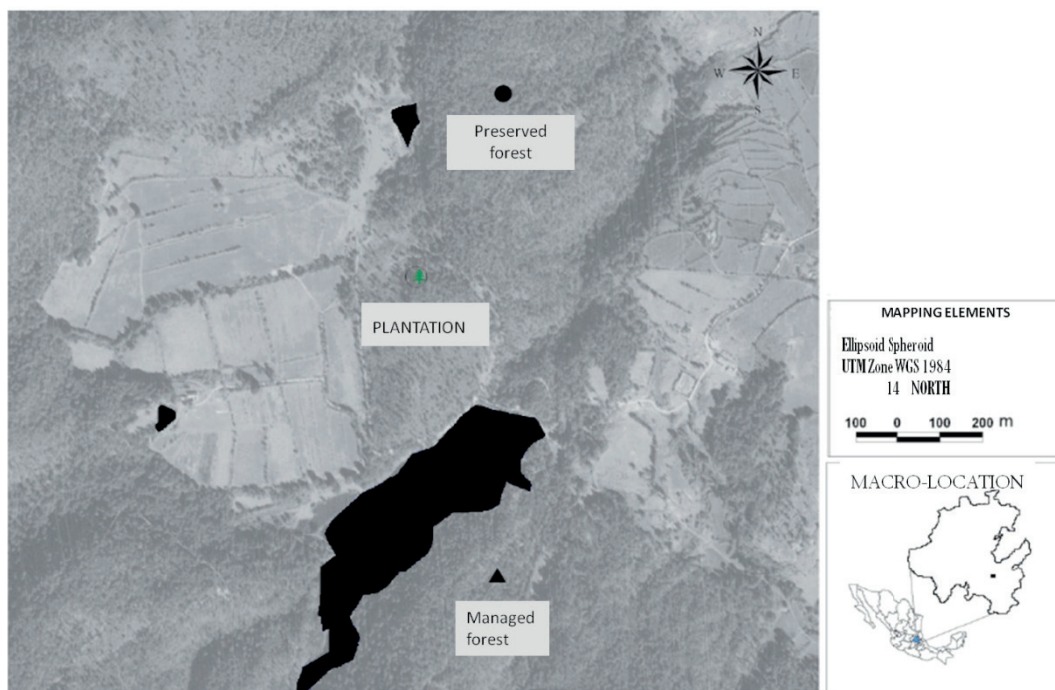 N
W E
S
Preserved
forest
PLANTATION
Managed
forest
MAPPING ELEMENTS
Ellipsoid Spheroid
UTM Zone WGS 1984
14 NORTH
100 0 100 200 m
MACRO-LOCATION